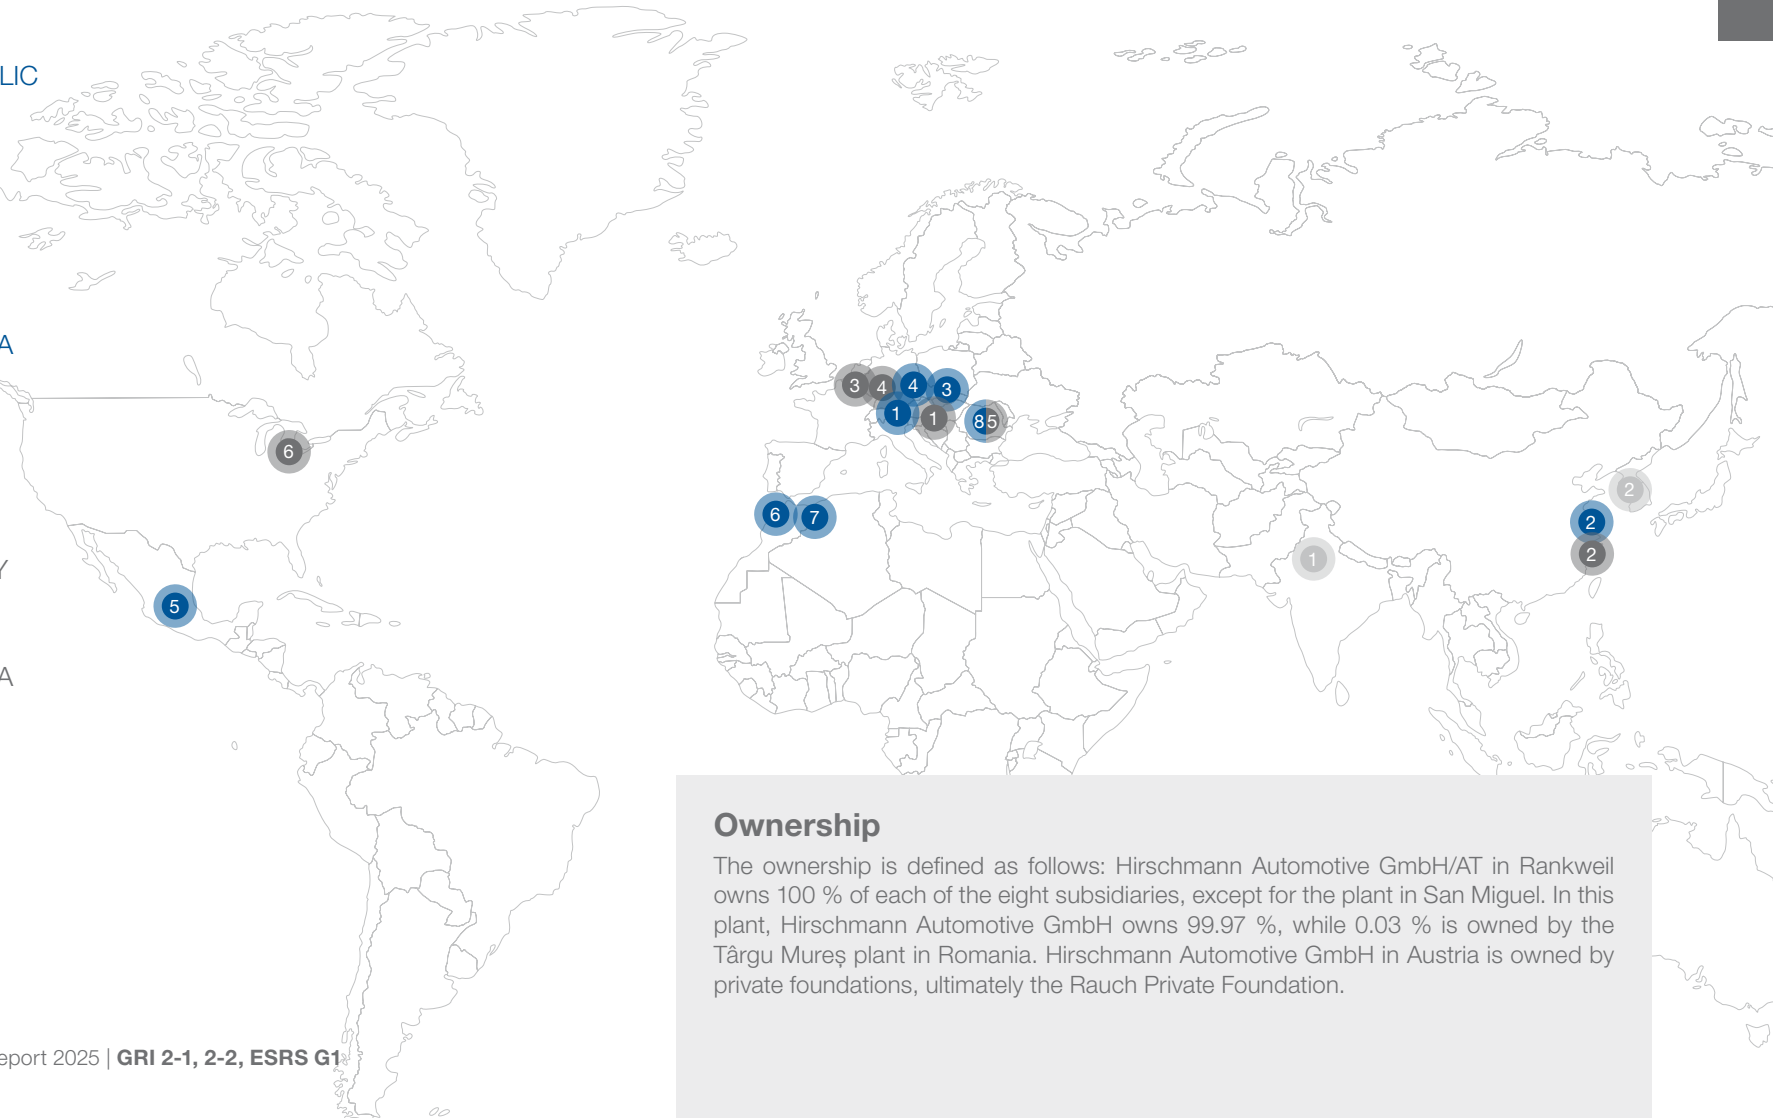 LIC
A
3
4
4
3
1
1
8 5
6
2
6
7
2
2
1
5
Y
A
Ownership
The ownership is defined as follows: Hirschmann Automotive GmbH/AT in Rankweil
owns 100 % of each of the eight subsidiaries, except for the plant in San Miguel. In this
plant, Hirschmann Automotive GmbH owns 99.97 %, while 0.03 % is owned by the
Târgu Mureș plant in Romania. Hirschmann Automotive GmbH in Austria is owned by
private foundations, ultimately the Rauch Private Foundation.
eport 2025 | GRI 2-1, 2-2, ESRS G1